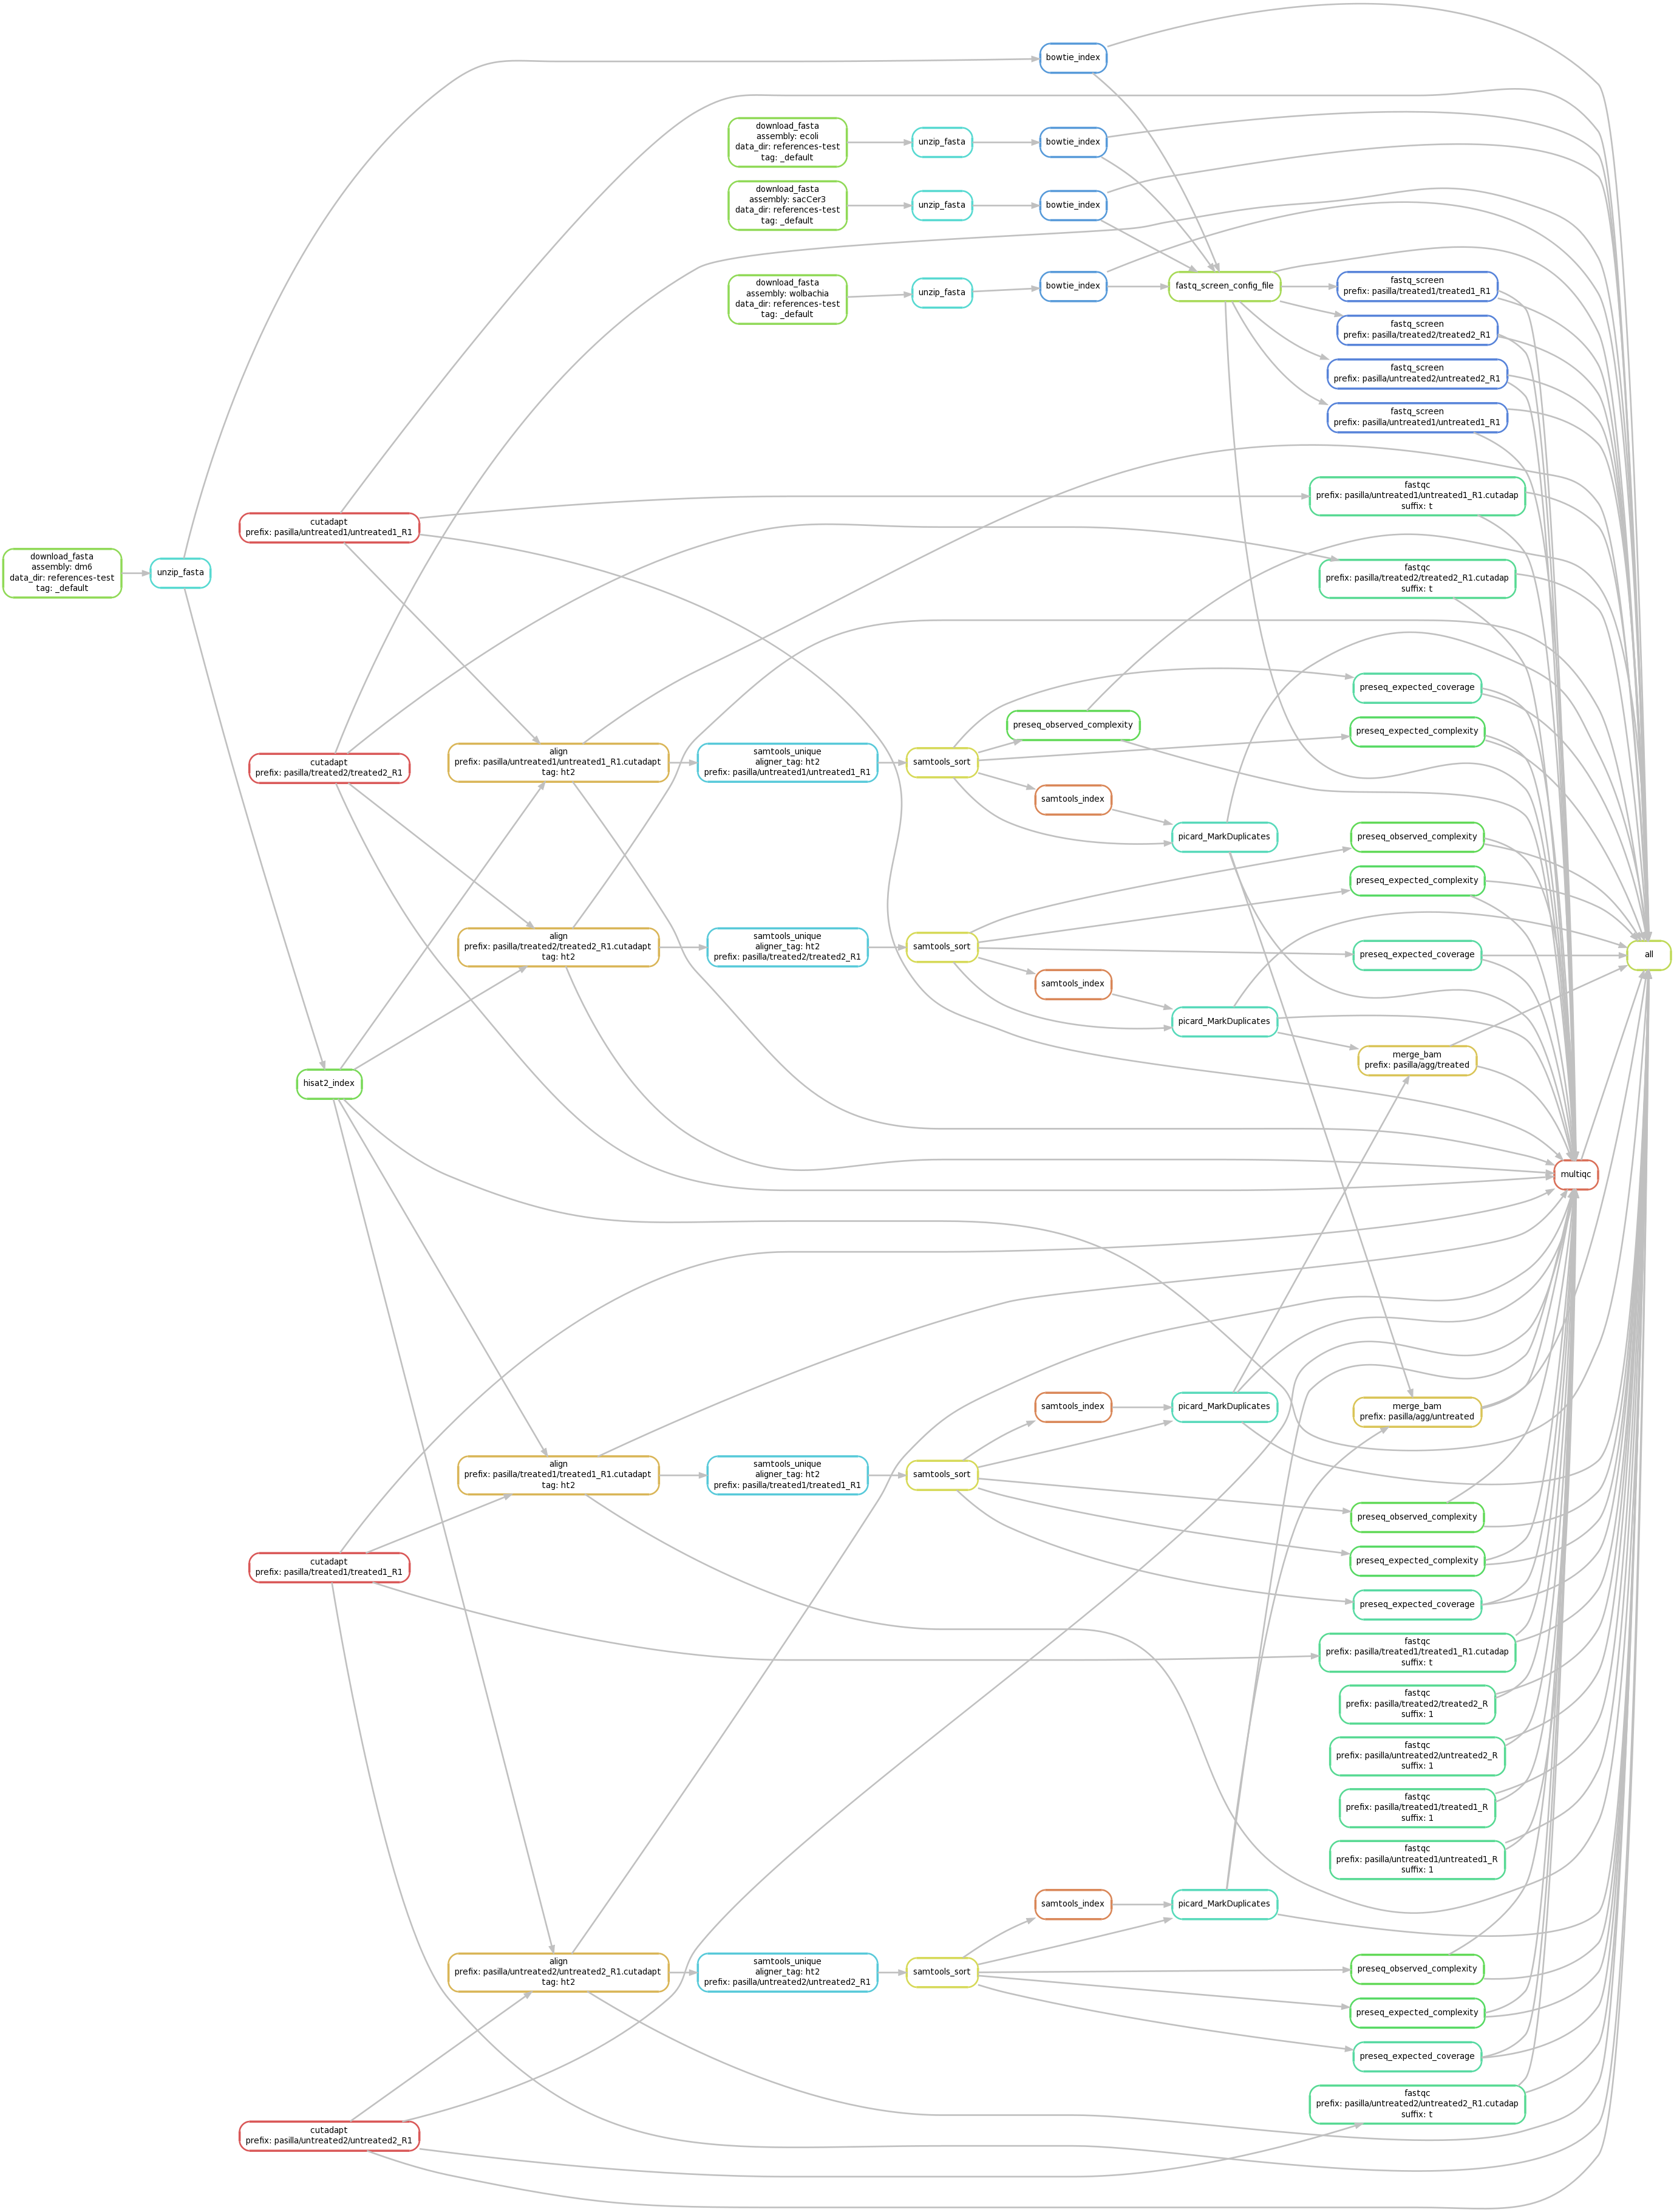 bowtie_index
download_fasta
assembly: ecoli
data_dir: references-test
tag: _default
unzip_fasta
bowtie_index
download_fasta
assembly: sacCer3
data_dir: references-test
tag: _default
unzip_fasta
bowtie_index
download_fasta
assembly: wolbachia
data_dir: references-test
tag: _default
unzip_fasta
bowtie_index
fastq_screen_config_file
fastq_screen
prefix: pasilla/treated1/treated1_R1
fastq_screen
prefix: pasilla/treated2/treated2_R1
fastq_screen
prefix: pasilla/untreated2/untreated2_R1
fastq_screen
prefix: pasilla/untreated1/untreated1_R1
fastqc
prefix: pasilla/untreated1/untreated1_R1.cutadap
suffix: t
cutadapt
prefix: pasilla/untreated1/untreated1_R1
download_fasta
assembly: dm6
data_dir: references-test
tag: _default
unzip_fasta
fastqc
prefix: pasilla/treated2/treated2_R1.cutadap
suffix: t
preseq_expected_coverage
preseq_observed_complexity
preseq_expected_complexity
cutadapt
prefix: pasilla/treated2/treated2_R1
align
prefix: pasilla/untreated1/untreated1_R1.cutadapt
tag: ht2
samtools_unique
aligner_tag: ht2
prefix: pasilla/untreated1/untreated1_R1
samtools_sort
samtools_index
picard_MarkDuplicates
preseq_observed_complexity
preseq_expected_complexity
align
prefix: pasilla/treated2/treated2_R1.cutadapt
tag: ht2
samtools_unique
aligner_tag: ht2
prefix: pasilla/treated2/treated2_R1
samtools_sort
preseq_expected_coverage
all
samtools_index
picard_MarkDuplicates
merge_bam
prefix: pasilla/agg/treated
hisat2_index
multiqc
samtools_index
picard_MarkDuplicates
merge_bam
prefix: pasilla/agg/untreated
align
prefix: pasilla/treated1/treated1_R1.cutadapt
tag: ht2
samtools_unique
aligner_tag: ht2
prefix: pasilla/treated1/treated1_R1
samtools_sort
preseq_observed_complexity
preseq_expected_complexity
cutadapt
prefix: pasilla/treated1/treated1_R1
preseq_expected_coverage
fastqc
prefix: pasilla/treated1/treated1_R1.cutadap
suffix: t
fastqc
prefix: pasilla/treated2/treated2_R
suffix: 1
fastqc
prefix: pasilla/untreated2/untreated2_R
suffix: 1
fastqc
prefix: pasilla/treated1/treated1_R
suffix: 1
fastqc
prefix: pasilla/untreated1/untreated1_R
suffix: 1
samtools_index
picard_MarkDuplicates
align
prefix: pasilla/untreated2/untreated2_R1.cutadapt
tag: ht2
samtools_unique
aligner_tag: ht2
prefix: pasilla/untreated2/untreated2_R1
samtools_sort
preseq_observed_complexity
preseq_expected_complexity
preseq_expected_coverage
fastqc
prefix: pasilla/untreated2/untreated2_R1.cutadap
suffix: t
cutadapt
prefix: pasilla/untreated2/untreated2_R1